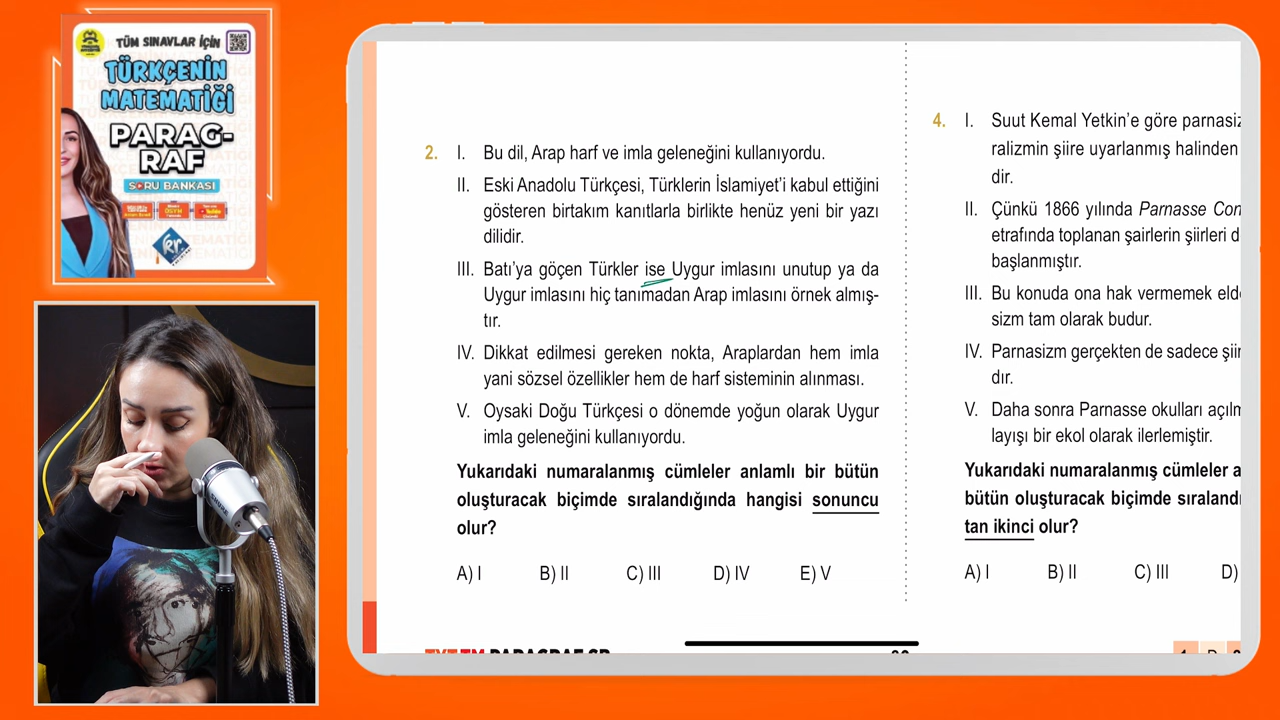 TÜM SINAVLAR İÇİN
TÜRKÇENİN
MATEMATİĞİ
PARAG-
RAF
SORU BANKASI
2. I. Bu dil, Arap harf ve imla geleneğini kullanıyordu.
II. Eski Anadolu Türkçesi, Türklerin İslamiyet’i kabul ettiğini
gösteren birtakım kanıtlarla birlikte henüz yeni bir yazı
dilidir.
III. Batı’ya göçen Türkler ise Uygur imlasını unutup ya da
Uygur imlasını hiç tanımadan Arap imlasını örnek almış-
tır.
IV. Dikkat edilmesi gereken nokta, Araplardan hem imla
yani sözsel özellikler hem de harf sisteminin alınması.
V. Oysaki Doğu Türkçesi o dönemde yoğun olarak Uygur
imla geleneğini kullanıyordu.
Yukarıdaki numaralanmış cümleler anlamlı bir bütün
oluşturacak biçimde sıralandığında hangisi sonuncu
olur?
A) I B) II C) III D) IV E) V
4. I. Suut Kemal Yetkin’e göre parnasiz
ralizmin şiire uyarlanmış halinden
dir.
II. Çünkü 1866 yılında Parnasse Con
etrafında toplanan şairlerin şiirleri d
başlanmıştır.
III. Bu konuda ona hak vermemek elde
sizm tam olarak budur.
IV. Parnasizm gerçekten de sadece şiir
dır.
V. Daha sonra Parnasse okulları açılm
layışı bir ekol olarak ilerlemiştir.
Yukarıdaki numaralanmış cümleler a
bütün oluşturacak biçimde sıralandı
tan ikinci olur?
A) I B) II C) III D)